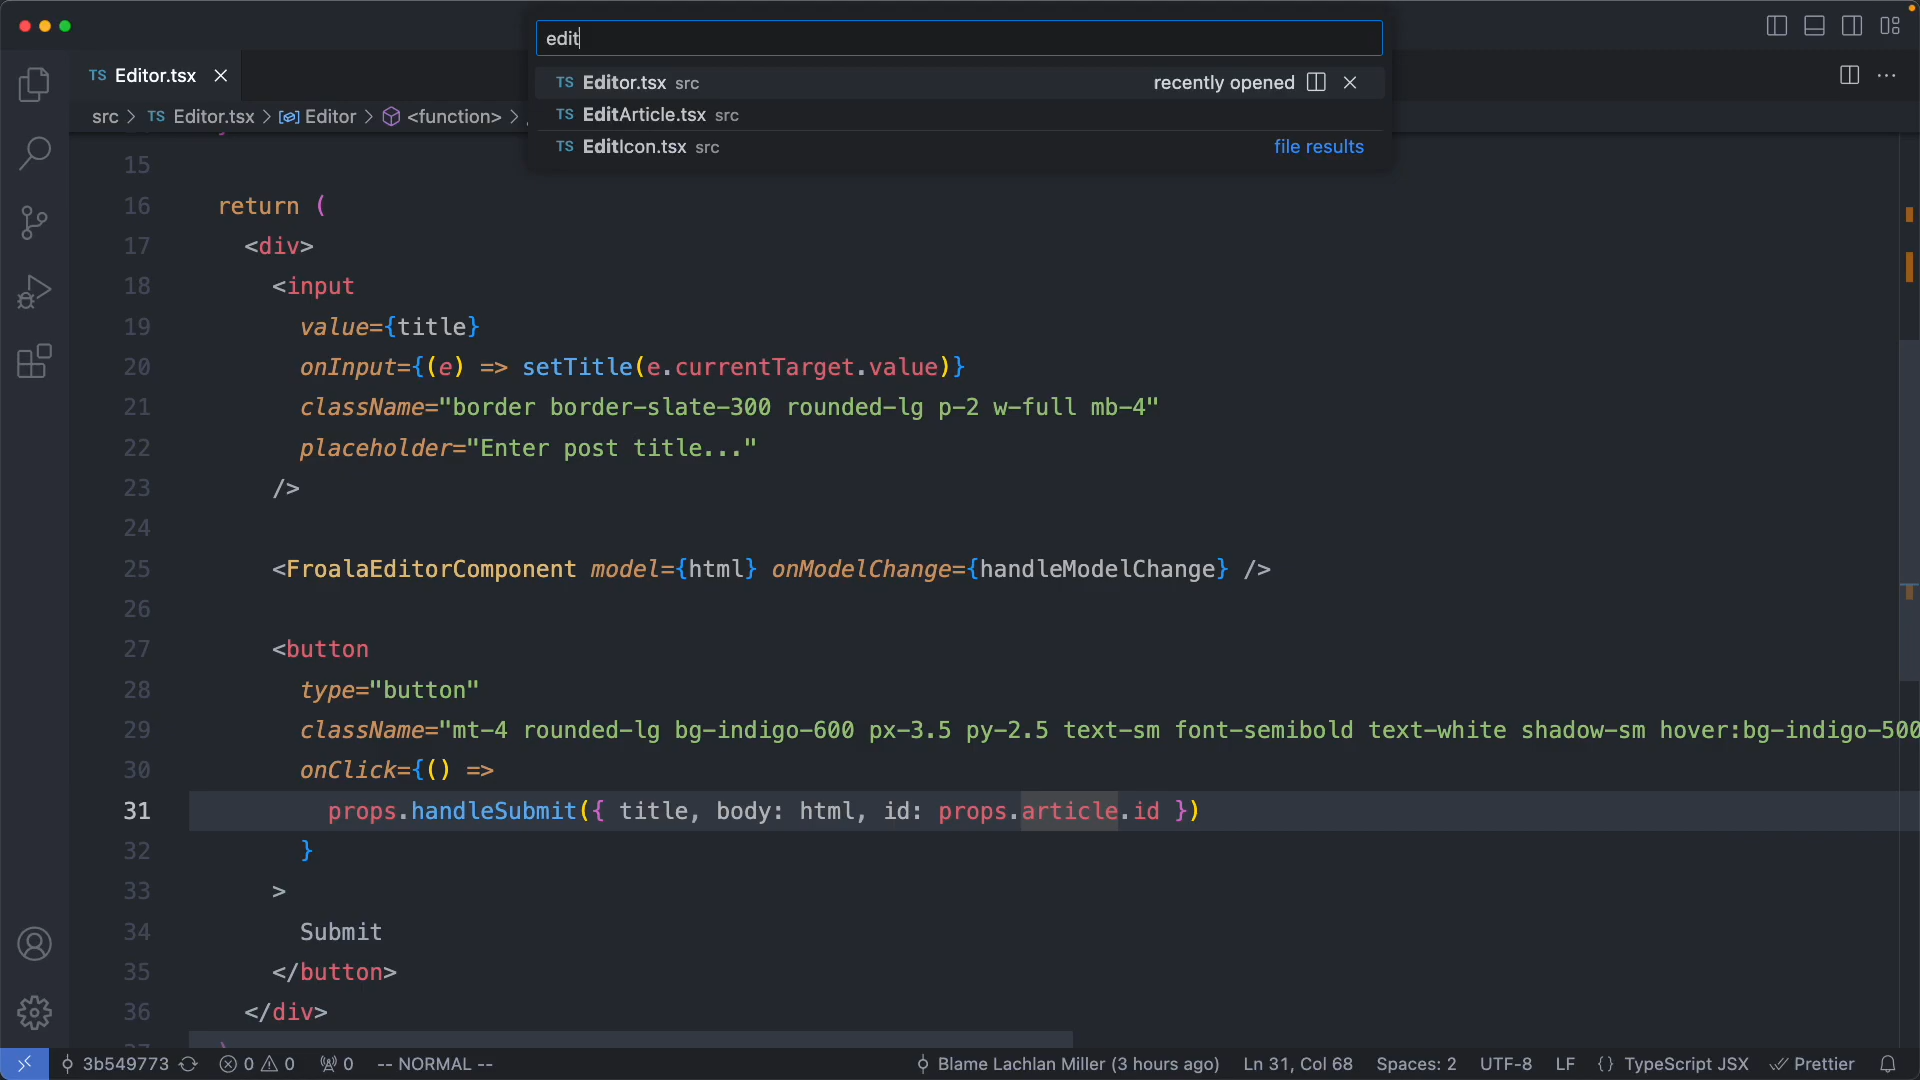 edit
TS Editor.tsx
TS Editor.tsx src recently opened
TS EditArticle.tsx src
TS EditIcon.tsx src file results
src > TS Editor.tsx > Editor > <function> >
15
16 return (
17 <div>
18 <input
19 value={title}
20 onInput={(e) => setTitle(e.currentTarget.value)}
21 className="border border-slate-300 rounded-lg p-2 w-full mb-4"
22 placeholder="Enter post title..."
23 />
24
25 <FroalaEditorComponent model={html} onModelChange={handleModelChange} />
26
27 <button
28 type="button"
29 className="mt-4 rounded-lg bg-indigo-600 px-3.5 py-2.5 text-sm font-semibold text-white shadow-sm hover:bg-indigo-500
30 onClick={() =>
31 props.handleSubmit({ title, body: html, id: props.article.id })
32 }
33 >
34 Submit
35 </button>
36 </div>
3b549773 0 0 0 -- NORMAL -- Blame Lachlan Miller (3 hours ago) Ln 31, Col 68 Spaces: 2 UTF-8 LF {} TypeScript JSX Prettier